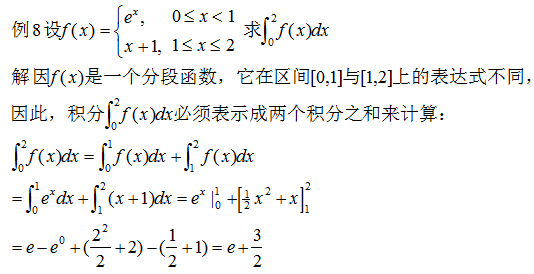 例8设f(x)={e^x, 0≤x<1; x+1, 1≤x≤2 求∫_0^2 f(x)dx
解因f(x)是一个分段函数，它在区间[0,1]与[1,2]上的表达式不同，
因此，积分∫_0^2 f(x)dx必须表示成两个积分之和来计算：
∫_0^2 f(x)dx=∫_0^1 f(x)dx+∫_1^2 f(x)dx
=∫_0^1 e^x dx+∫_1^2 (x+1)dx=e^x|_0^1+[1/2 x^2+x]_1^2
=e-e^0+(2^2/2+2)-(1/2+1)=e+3/2